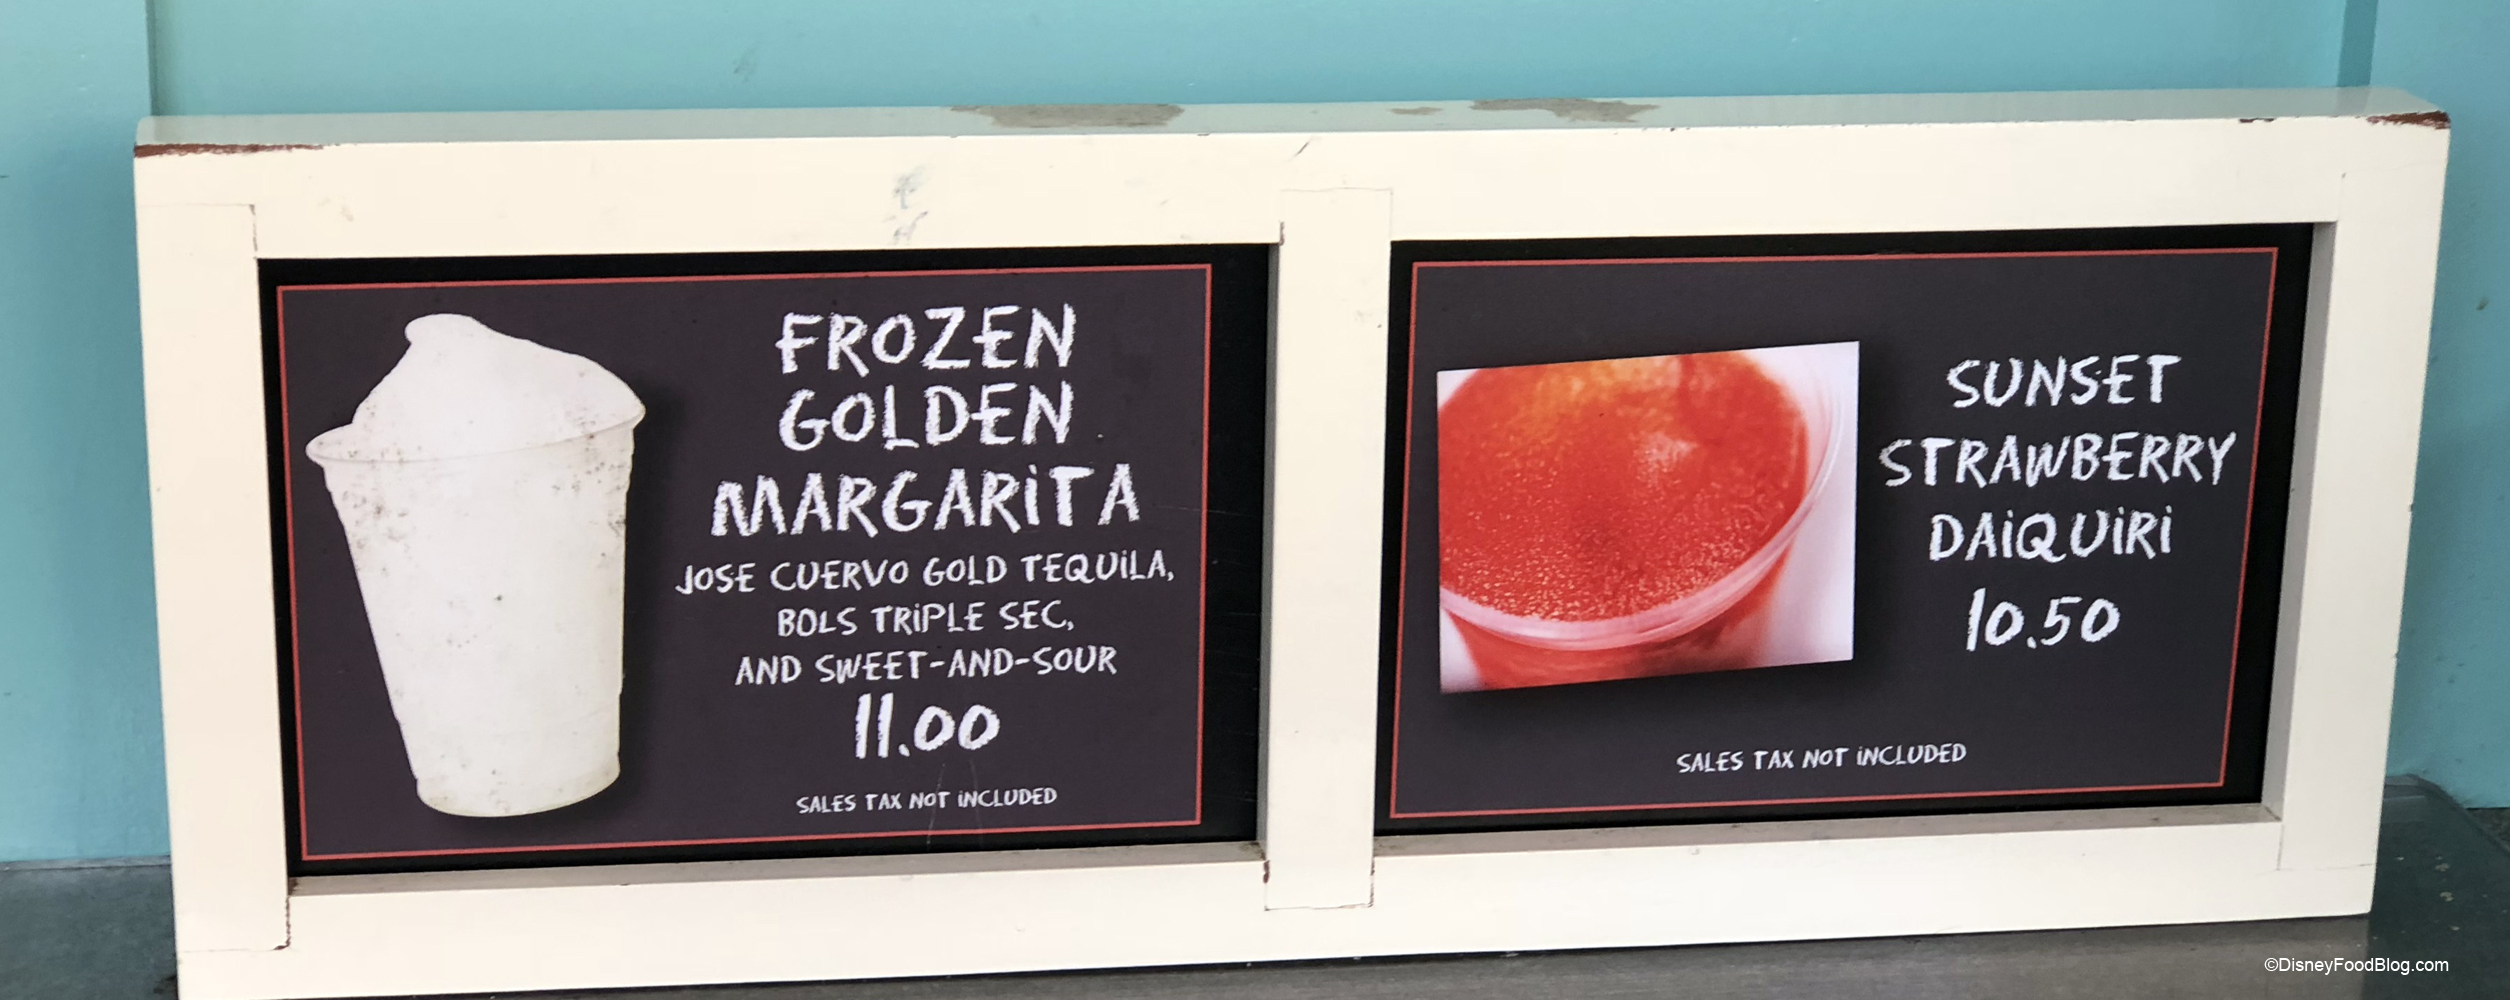 FROZEN
GOLDEN
MARGARITA
JOSE CUERVO GOLD TEQUILA,
BOLS TRIPLE SEC,
AND SWEET-AND-SOUR
11.00
SALES TAX NOT INCLUDED
SUNSET
STRAWBERRY
DAIQUIRI
10.50
SALES TAX NOT INCLUDED
©DisneyFoodBlog.com